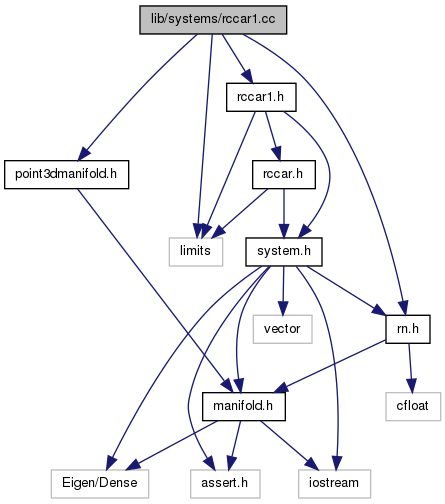 lib/systems/rccar1.cc
rccar1.h
point3dmanifold.h
rccar.h
limits
system.h
vector
rn.h
manifold.h
cfloat
Eigen/Dense
assert.h
iostream